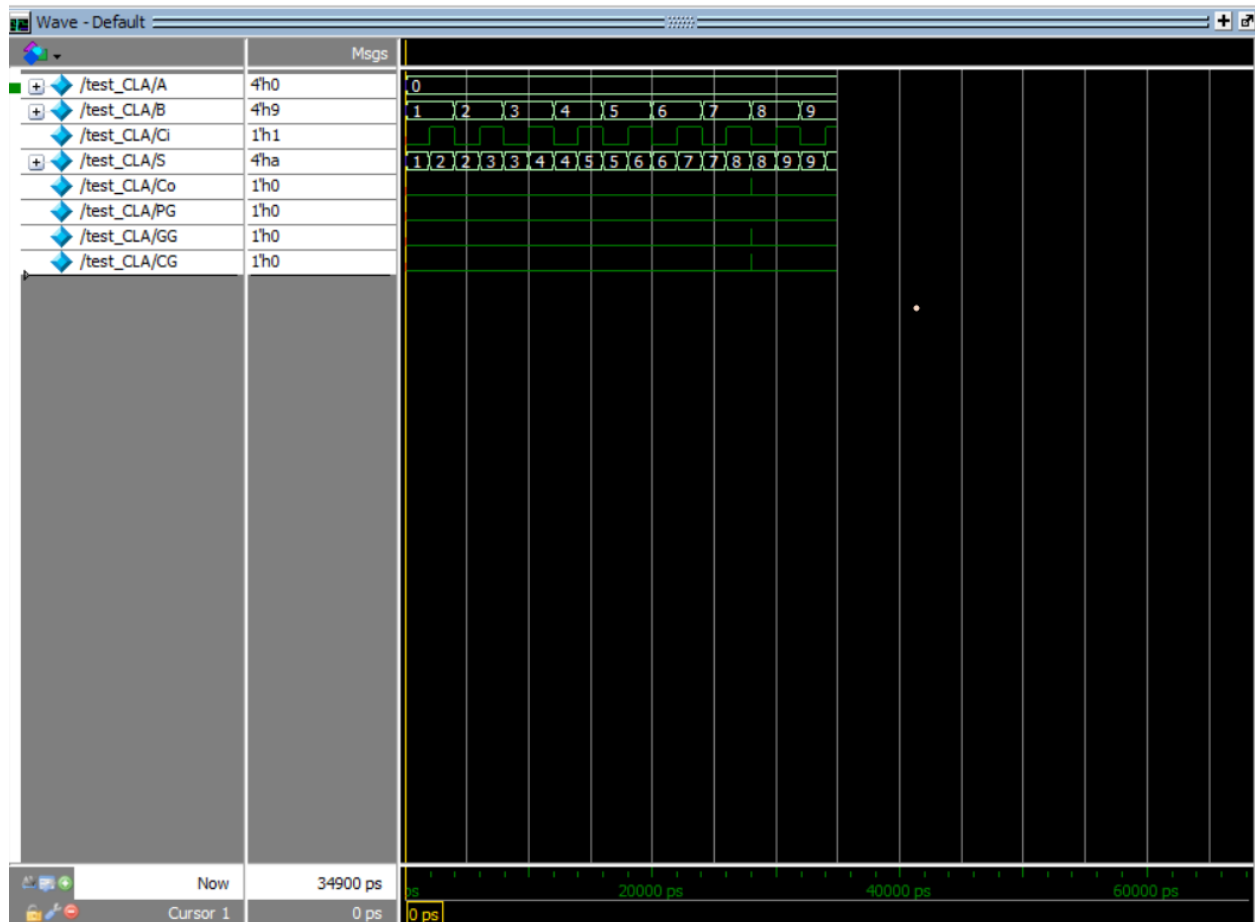 Wave - Default
Msgs
/test_CLA/A 4'h0 0
/test_CLA/B 4'h9 1 2 3 4 5 6 7 8 9
/test_CLA/Ci 1'h1
/test_CLA/S 4'ha 1 2 2 3 3 4 4 5 5 6 6 7 7 8 8 9 9
/test_CLA/Co 1'h0
/test_CLA/PG 1'h0
/test_CLA/GG 1'h0
/test_CLA/CG 1'h0
Now 34900 ps ps 20000 ps 40000 ps 60000 ps
Cursor 1 0 ps 0 ps